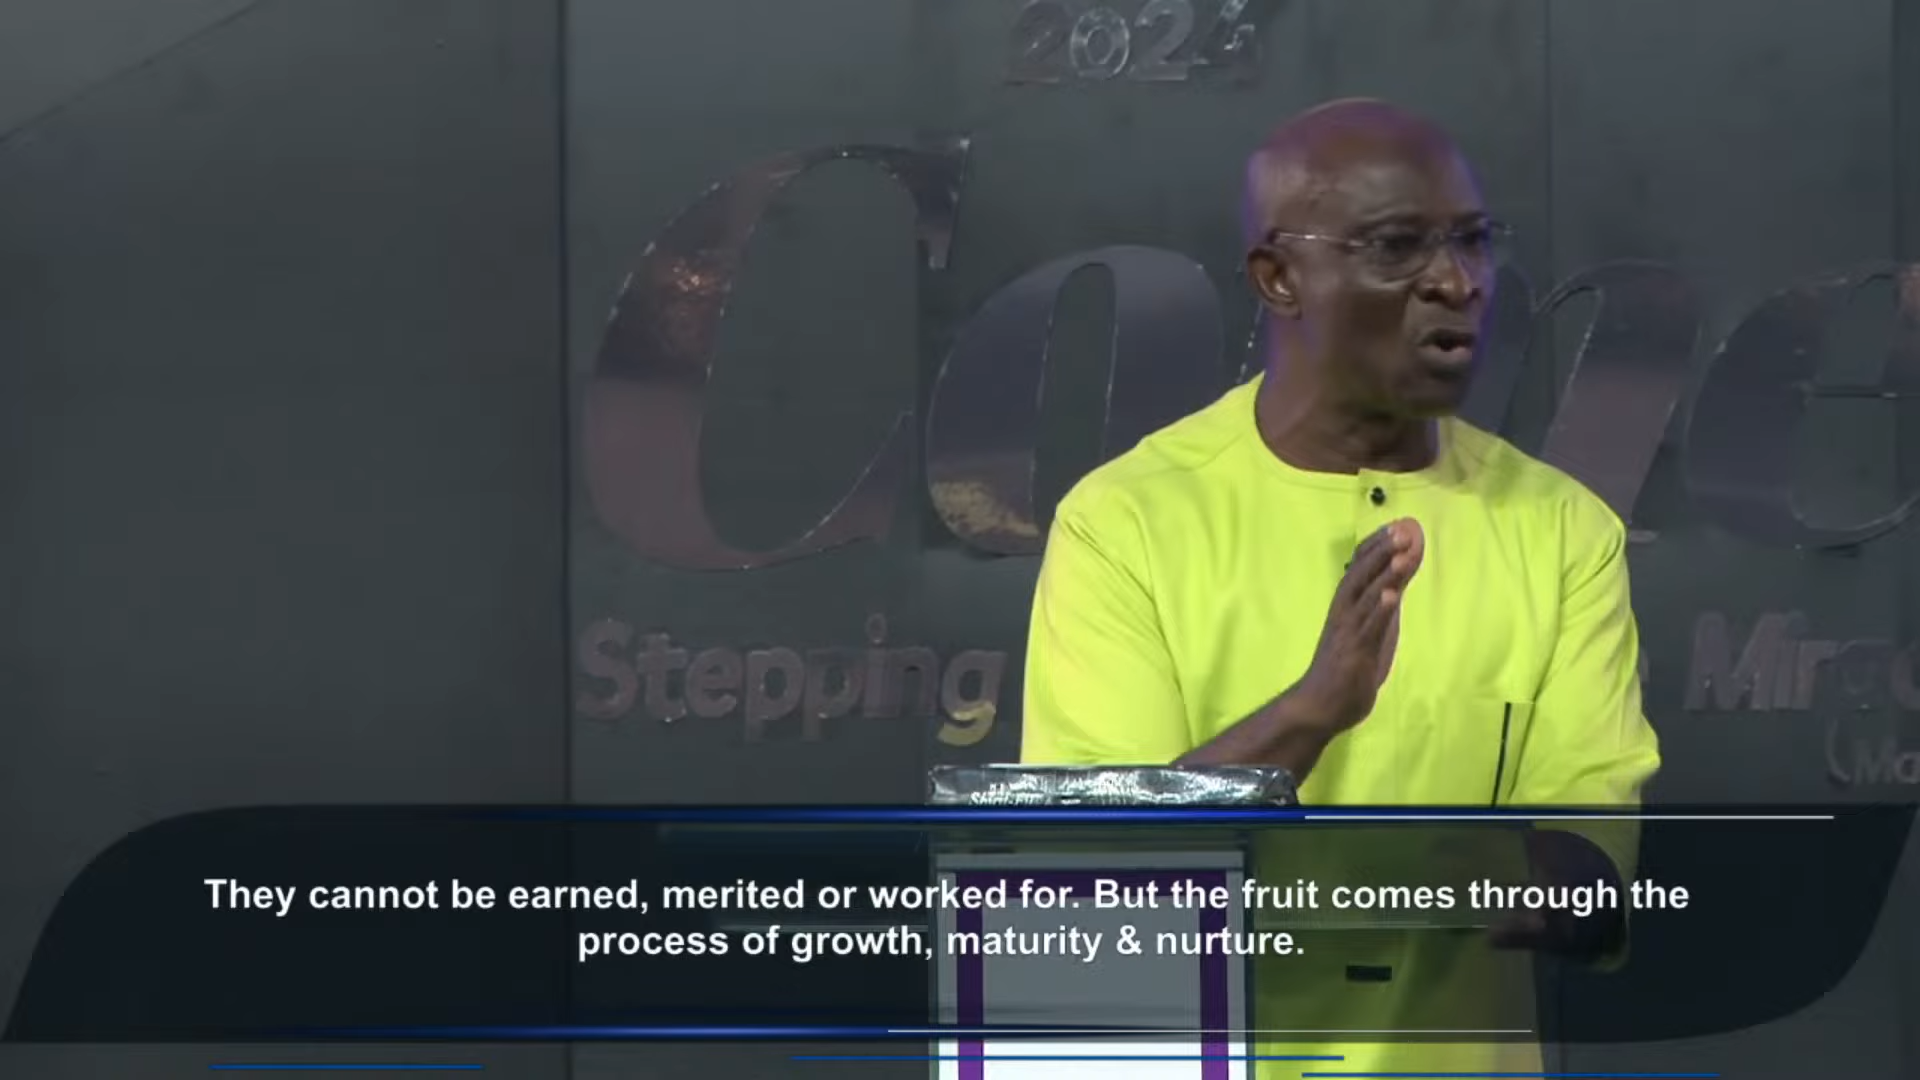 2024
Stepping
They cannot be earned, merited or worked for. But the fruit comes through the
process of growth, maturity & nurture.